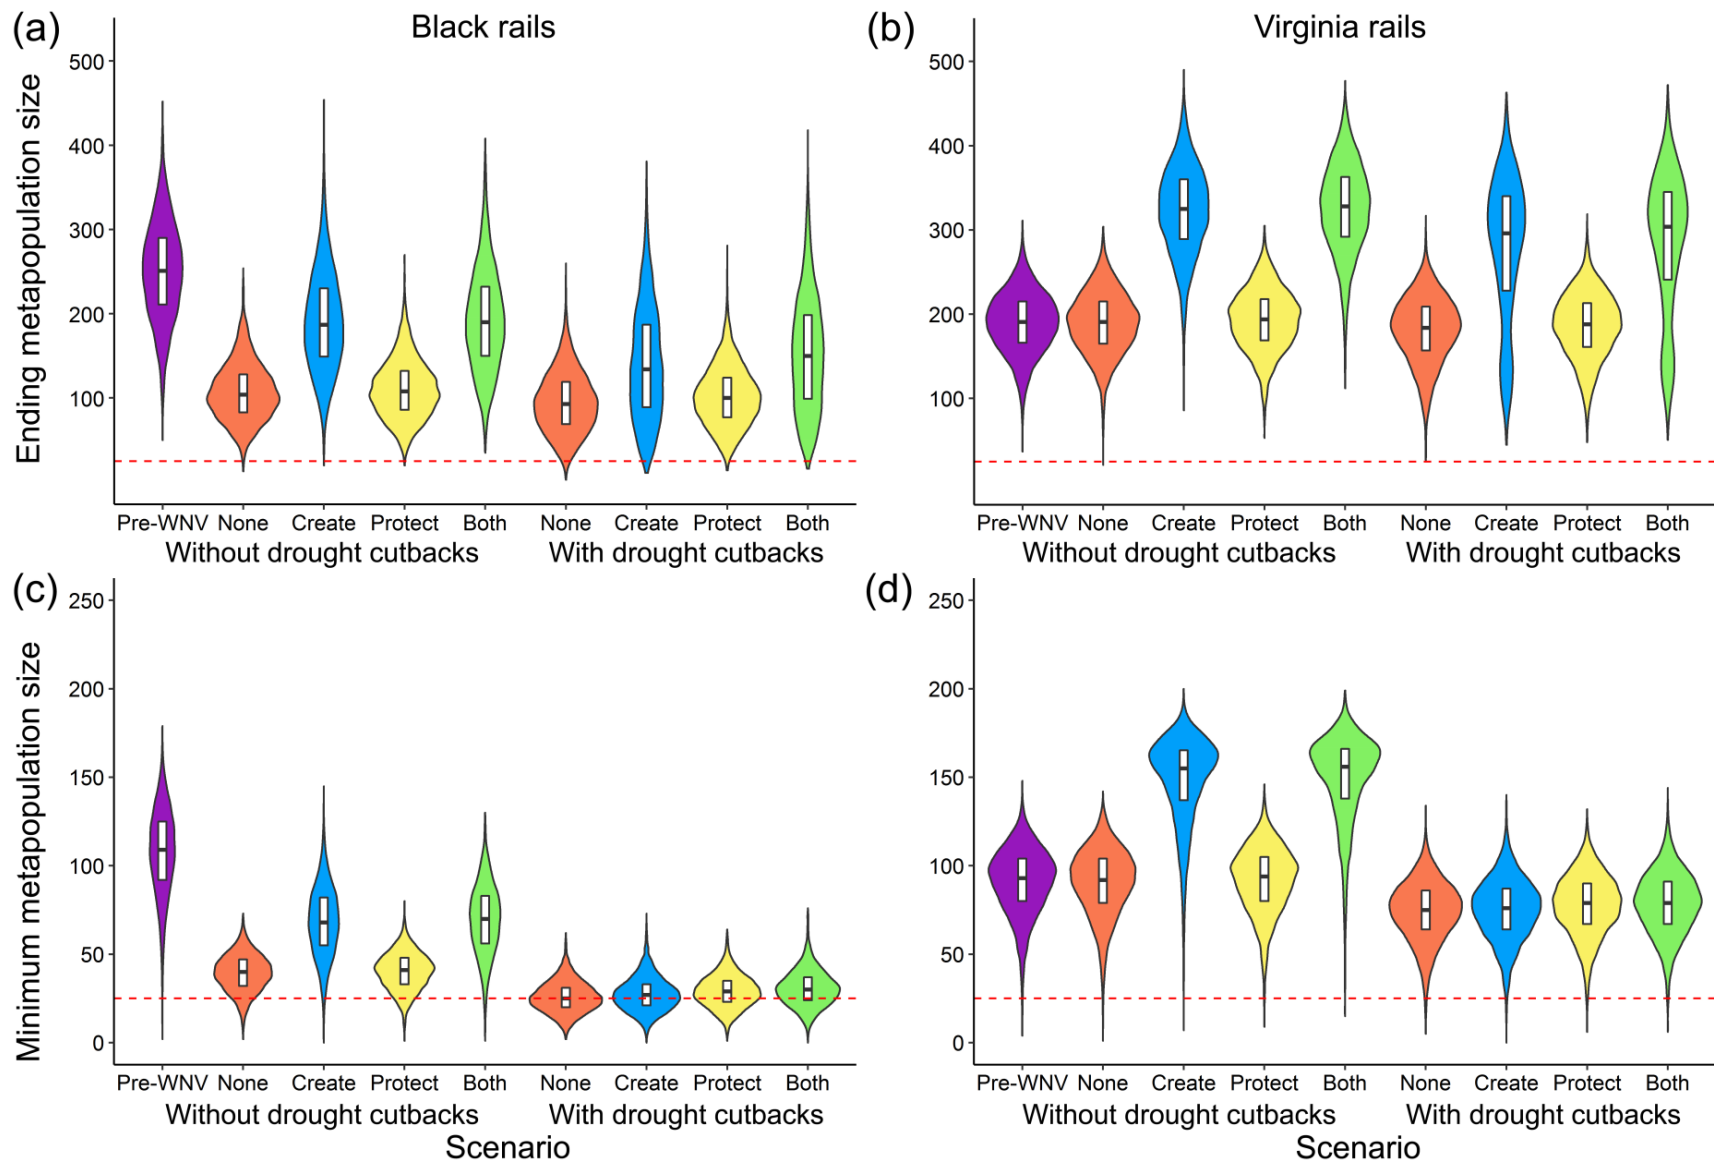 (a) Black rails
Ending metapopulation size
500
400
300
200
100
Pre-WNV None Create Protect Both None Create Protect Both
Without drought cutbacks With drought cutbacks
(b) Virginia rails
500
400
300
200
100
Pre-WNV None Create Protect Both None Create Protect Both
Without drought cutbacks With drought cutbacks
(c)
Minimum metapopulation size
250
200
150
100
50
0
Pre-WNV None Create Protect Both None Create Protect Both
Without drought cutbacks With drought cutbacks
Scenario
(d)
250
200
150
100
50
0
Pre-WNV None Create Protect Both None Create Protect Both
Without drought cutbacks With drought cutbacks
Scenario